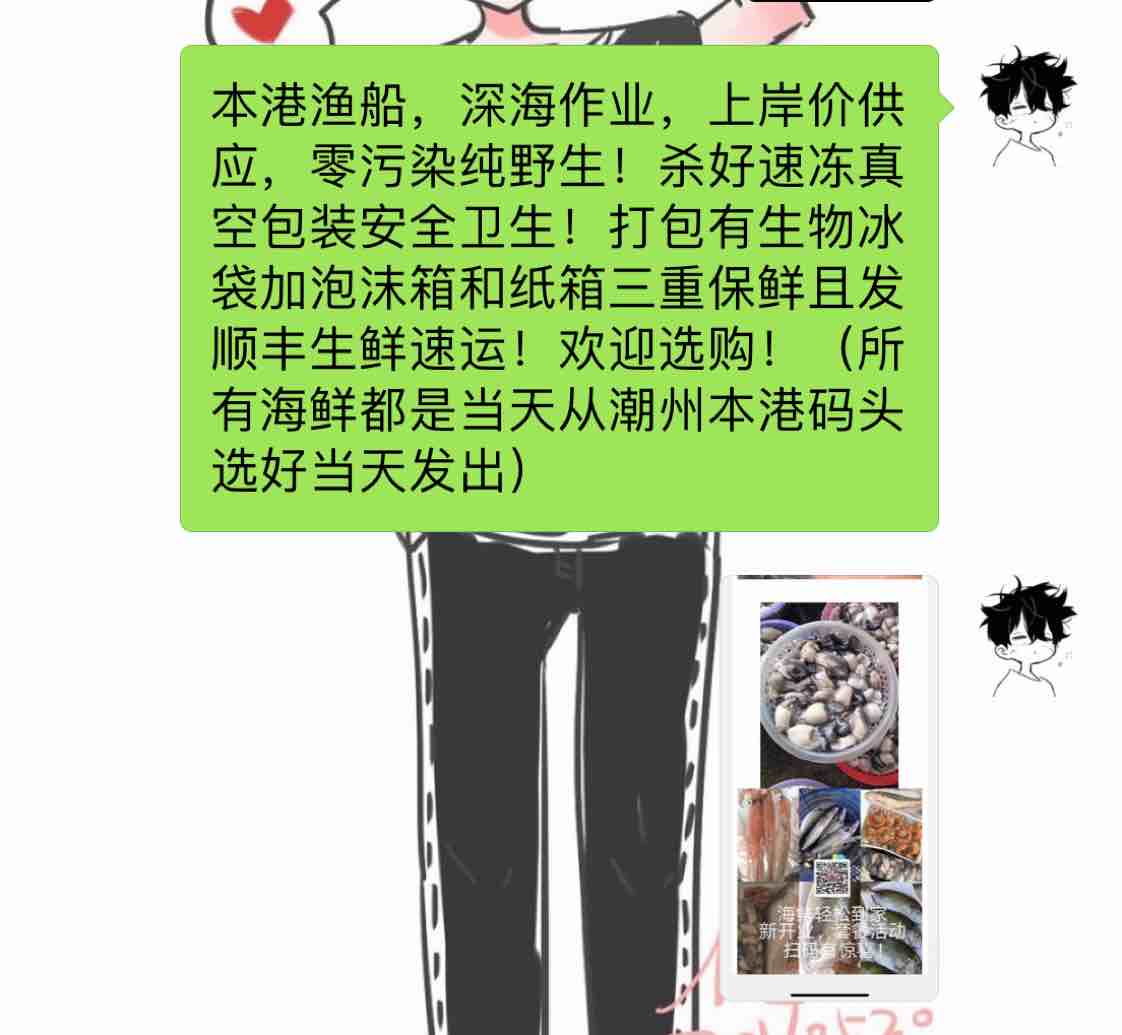 本港渔船，深海作业，上岸价供
应，零污染纯野生！杀好速冻真
空包装安全卫生！打包有生物冰
袋加泡沫箱和纸箱三重保鲜且发
顺丰生鲜速运！欢迎选购！（所
有海鲜都是当天从潮州本港码头
选好当天发出）
海鲜轻松到家
新开业，套餐活动
扫码有惊喜！